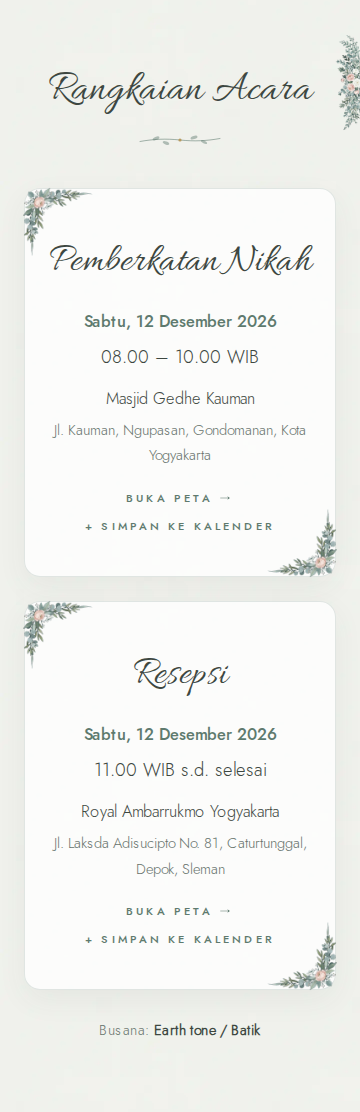 Rangkaian Acara
Pemberkatan Nikah
Sabtu, 12 Desember 2026
08.00 – 10.00 WIB
Masjid Gedhe Kauman
Jl. Kauman, Ngupasan, Gondomanan, Kota
Yogyakarta
BUKA PETA →
+ SIMPAN KE KALENDER
Resepsi
Sabtu, 12 Desember 2026
11.00 WIB s.d. selesai
Royal Ambarrukmo Yogyakarta
Jl. Laksda Adisucipto No. 81, Caturtunggal,
Depok, Sleman
BUKA PETA →
+ SIMPAN KE KALENDER
Busana: Earth tone / Batik